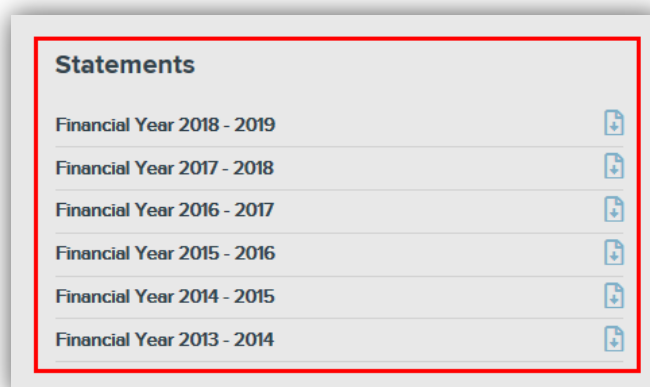 Statements
Financial Year 2018 - 2019
Financial Year 2017 - 2018
Financial Year 2016 - 2017
Financial Year 2015 - 2016
Financial Year 2014 - 2015
Financial Year 2013 - 2014